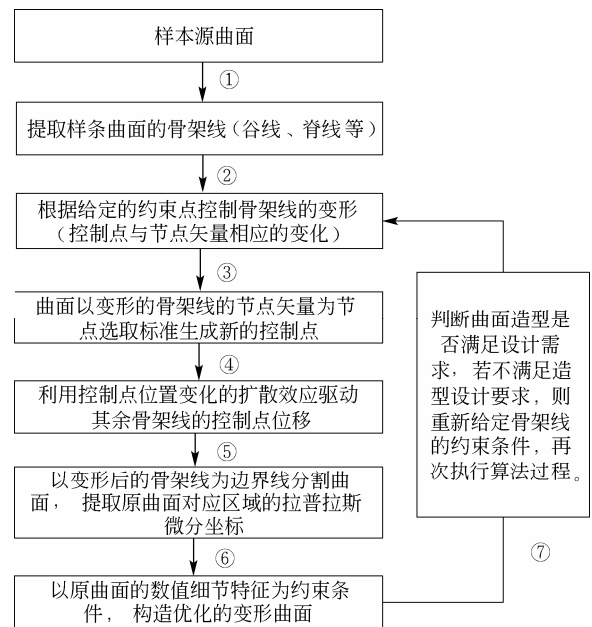 样本源曲面
①
提取样条曲面的骨架线（谷线、脊线等）
②
根据给定的约束点控制骨架线的变形
（控制点与节点矢量相应的变化）
③
曲面以变形的骨架线的节点矢量为节
点选取标准生成新的控制点
④
利用控制点位置变化的扩散效应驱动
其余骨架线的控制点位移
⑤
以变形后的骨架线为边界线分割曲
面，提取原曲面对应区域的拉普拉斯
微分坐标
⑥
以原曲面的数值细节特征为约束条
件，构造优化的变形曲面
判断曲面造型是
否满足设计需
求，若不满足造
型设计要求，则
重新给定骨架线
的约束条件，再
次执行算法过程。
⑦